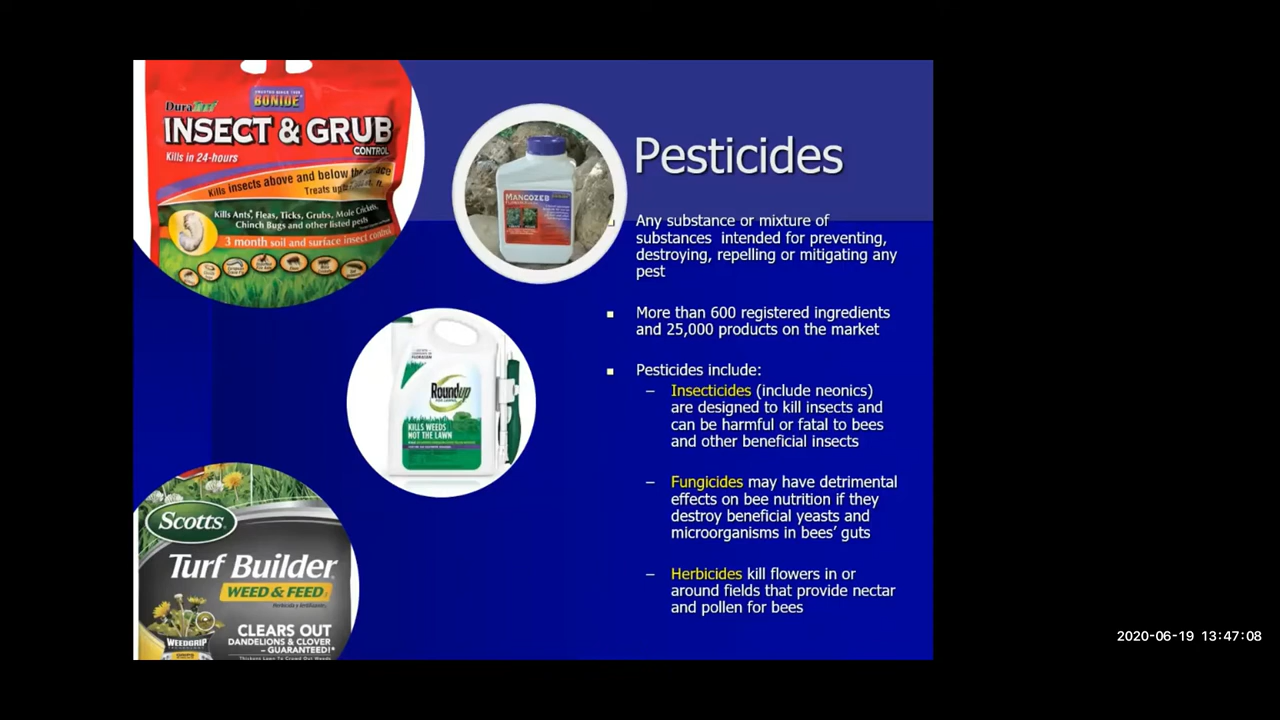 DuraTurf
TRUSTED SINCE 1926
BONIDE
INSECT & GRUB
CONTROL
Kills in 24-hours
Kills insects above and below the surface
Treats up
Kills Ants, Fleas, Ticks, Grubs, Mole Crickets,
Chinch Bugs and other listed pests
3 month soil and surface insect control
MANCOZEB
Pesticides
Any substance or mixture of
substances intended for preventing,
destroying, repelling or mitigating any
pest
▪ More than 600 registered ingredients
and 25,000 products on the market
▪ Pesticides include:
– Insecticides (include neonics)
are designed to kill insects and
can be harmful or fatal to bees
and other beneficial insects
– Fungicides may have detrimental
effects on bee nutrition if they
destroy beneficial yeasts and
microorganisms in bees' guts
– Herbicides kill flowers in or
around fields that provide nectar
and pollen for bees
Roundup
FOR LAWNS
KILLS WEEDS
NOT THE LAWN
Scotts
Turf Builder
WEED & FEED
CLEARS OUT
DANDELIONS & CLOVER
– GUARANTEED!*
WEEDGRIP
2020-06-19 13:47:08